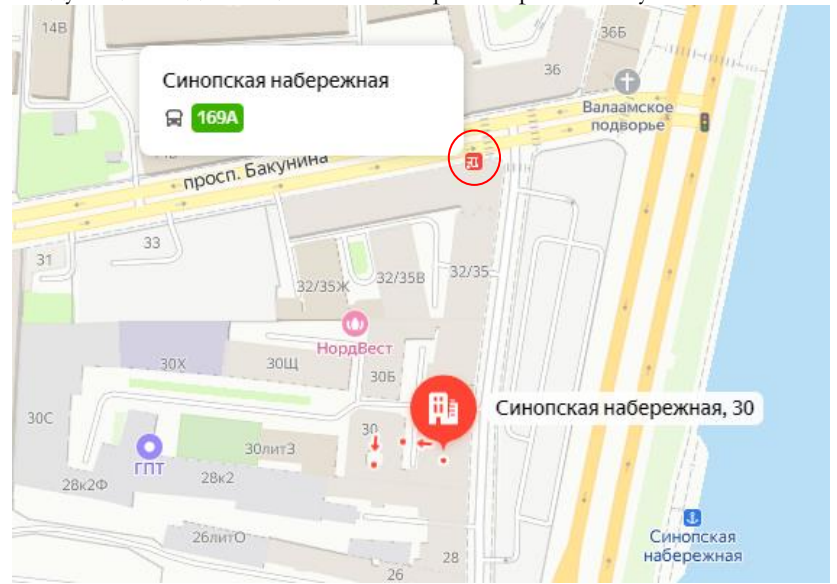 14В
36Б
36
Синопская набережная
169А
Валаамское
подворье
просп. Бакунина
33
31
32/35Ж
32/35В
32/35
НордВест
30Х
30Щ
30Б
Синопская набережная, 30
30С
30
30литЗ
ГПТ
28к2Ф
28к2
26литО
28
26
Синопская
набережная